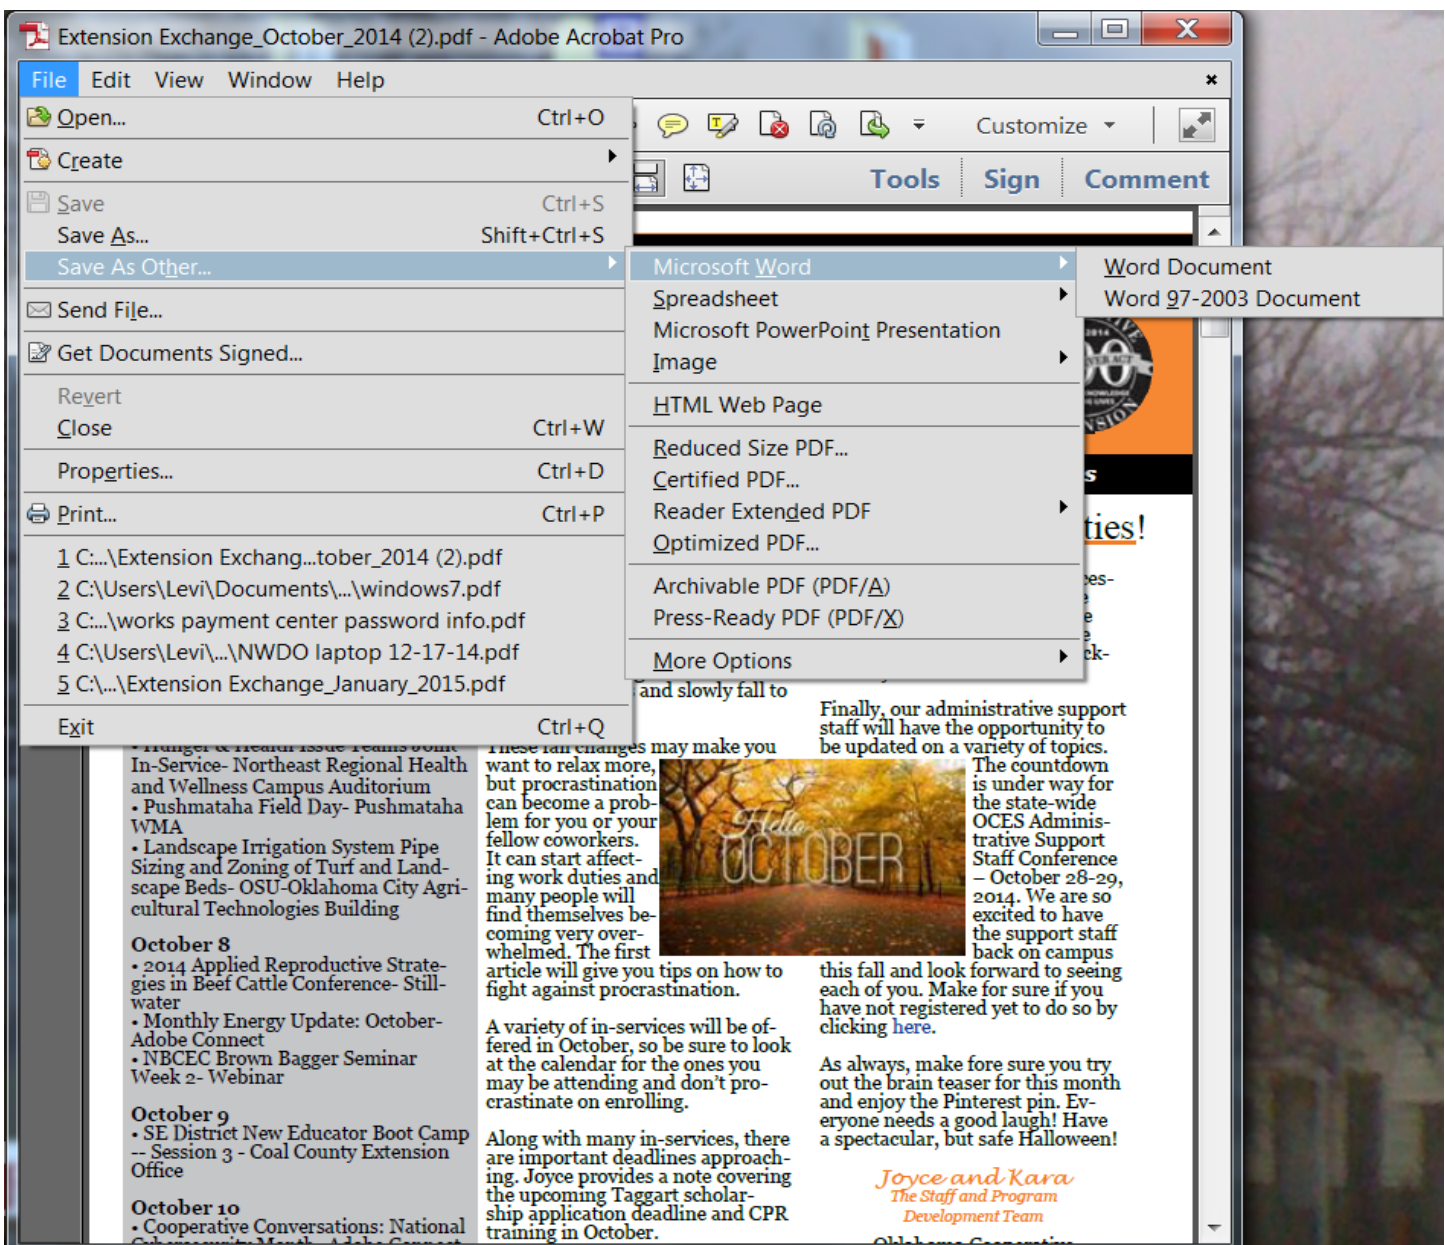 Extension Exchange_October_2014 (2).pdf - Adobe Acrobat Pro
File Edit View Window Help
Customize
Tools Sign Comment
Open... Ctrl+O
Create
Save Ctrl+S
Save As... Shift+Ctrl+S
Save As Other...
Send File...
Get Documents Signed...
Revert
Close Ctrl+W
Properties... Ctrl+D
Print... Ctrl+P
1 C:...\Extension Exchang...tober_2014 (2).pdf
2 C:\Users\Levi\Documents\...\windows7.pdf
3 C:...\works payment center password info.pdf
4 C:\Users\Levi\...\NWDO laptop 12-17-14.pdf
5 C:\...\Extension Exchange_January_2015.pdf
Exit Ctrl+Q
Microsoft Word
Spreadsheet
Microsoft PowerPoint Presentation
Image
HTML Web Page
Reduced Size PDF...
Certified PDF...
Reader Extended PDF
Optimized PDF...
Archivable PDF (PDF/A)
Press-Ready PDF (PDF/X)
More Options
Word Document
Word 97-2003 Document
2014
s
ties!
ces-
e
e
e
ck-
In-Service- Northeast Regional Health
and Wellness Campus Auditorium
• Pushmataha Field Day- Pushmataha
WMA
• Landscape Irrigation System Pipe
Sizing and Zoning of Turf and Land-
scape Beds- OSU-Oklahoma City Agri-
cultural Technologies Building
October 8
• 2014 Applied Reproductive Strate-
gies in Beef Cattle Conference- Still-
water
• Monthly Energy Update: October-
Adobe Connect
• NBCEC Brown Bagger Seminar
Week 2- Webinar
October 9
• SE District New Educator Boot Camp
-- Session 3 - Coal County Extension
Office
October 10
• Cooperative Conversations: National
and slowly fall to
These fall changes may make you
want to relax more,
but procrastination
can become a prob-
lem for you or your
fellow coworkers.
It can start affect-
ing work duties and
many people will
find themselves be-
coming very over-
whelmed. The first
article will give you tips on how to
fight against procrastination.
A variety of in-services will be of-
fered in October, so be sure to look
at the calendar for the ones you
may be attending and don't pro-
crastinate on enrolling.
Along with many in-services, there
are important deadlines approach-
ing. Joyce provides a note covering
the upcoming Taggart scholar-
ship application deadline and CPR
training in October.
Hello
OCTOBER
Finally, our administrative support
staff will have the opportunity to
be updated on a variety of topics.
The countdown
is under way for
the state-wide
OCES Adminis-
trative Support
Staff Conference
– October 28-29,
2014. We are so
excited to have
the support staff
back on campus
this fall and look forward to seeing
each of you. Make for sure if you
have not registered yet to do so by
clicking here.
As always, make fore sure you try
out the brain teaser for this month
and enjoy the Pinterest pin. Ev-
eryone needs a good laugh! Have
a spectacular, but safe Halloween!
Joyce and Kara
The Staff and Program
Development Team
Oklahoma Cooperative